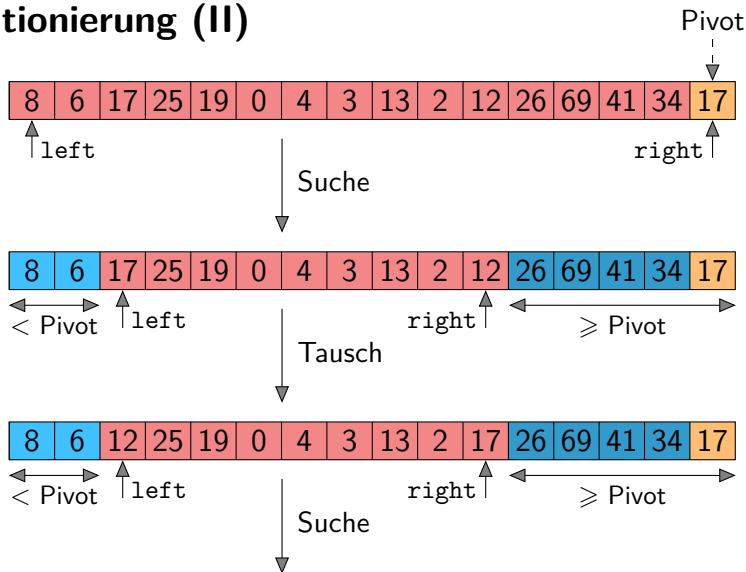 tionierung (II)
Pivot
8 6 17 25 19 0 4 3 13 2 12 26 69 41 34 17
left right
Suche
8 6 17 25 19 0 4 3 13 2 12 26 69 41 34 17
< Pivot left right ⩾ Pivot
Tausch
8 6 12 25 19 0 4 3 13 2 17 26 69 41 34 17
< Pivot left right ⩾ Pivot
Suche